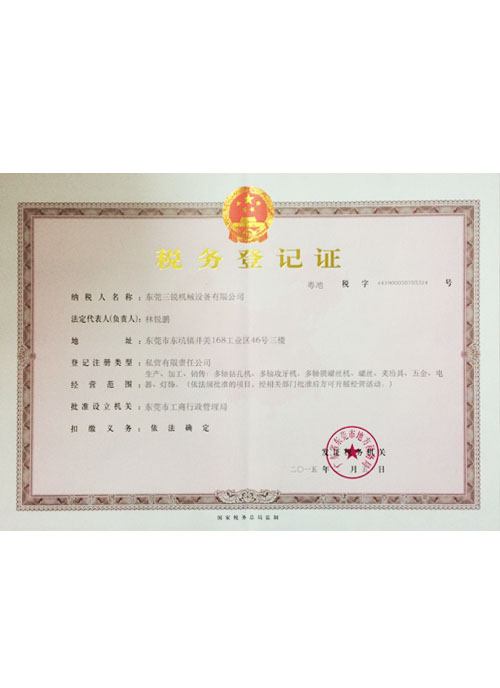 税务登记证
粤地 税 字 号
纳税人名称：东莞三锐机械设备有限公司
法定代表人(负责人)：林锐鹏
地 址：东莞市东坑镇井美168工业区46号三楼
登记注册类型：私营有限责任公司
经营范围：生产、加工、销售：多轴钻孔机、多轴攻牙机、多轴锁螺丝机、螺丝、夹治具、五金、电
器、灯饰。（依法须批准的项目，经相关部门批准后方可开展经营活动。）
批准设立机关：东莞市工商行政管理局
扣缴义务：依法确定
发证税务机关
二〇一五年 月 日
国家税务总局监制